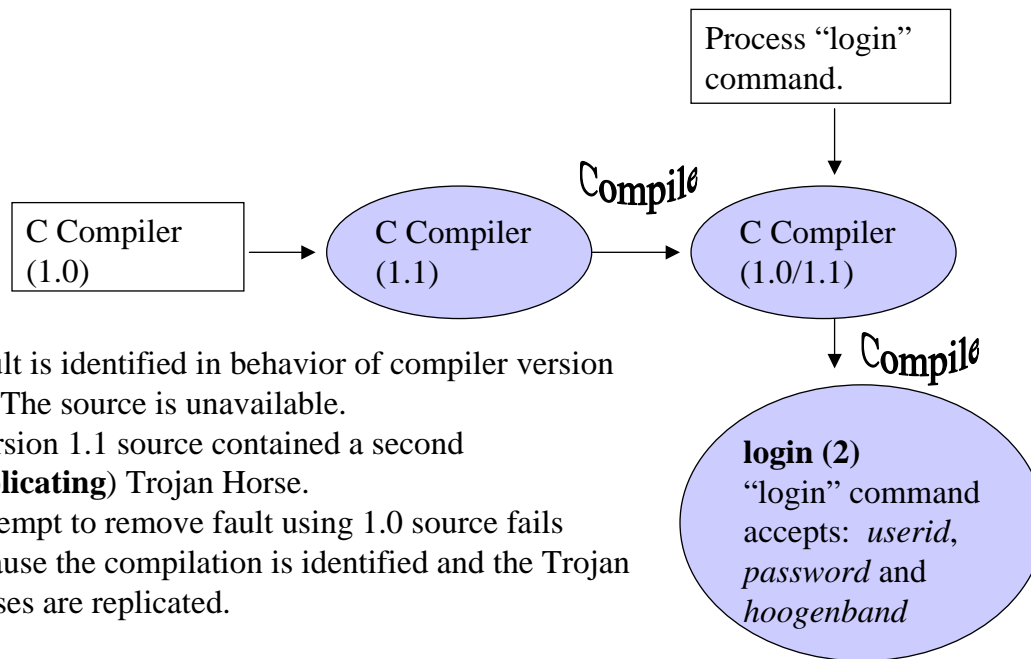 Process “login”
command.
Compile
C Compiler
(1.0)
C Compiler
(1.1)
C Compiler
(1.0/1.1)
Compile
ult is identified in behavior of compiler version
The source is unavailable.
ersion 1.1 source contained a second
plicating) Trojan Horse.
tempt to remove fault using 1.0 source fails
ause the compilation is identified and the Trojan
ses are replicated.
login (2)
“login” command
accepts: userid,
password and
hoogenband